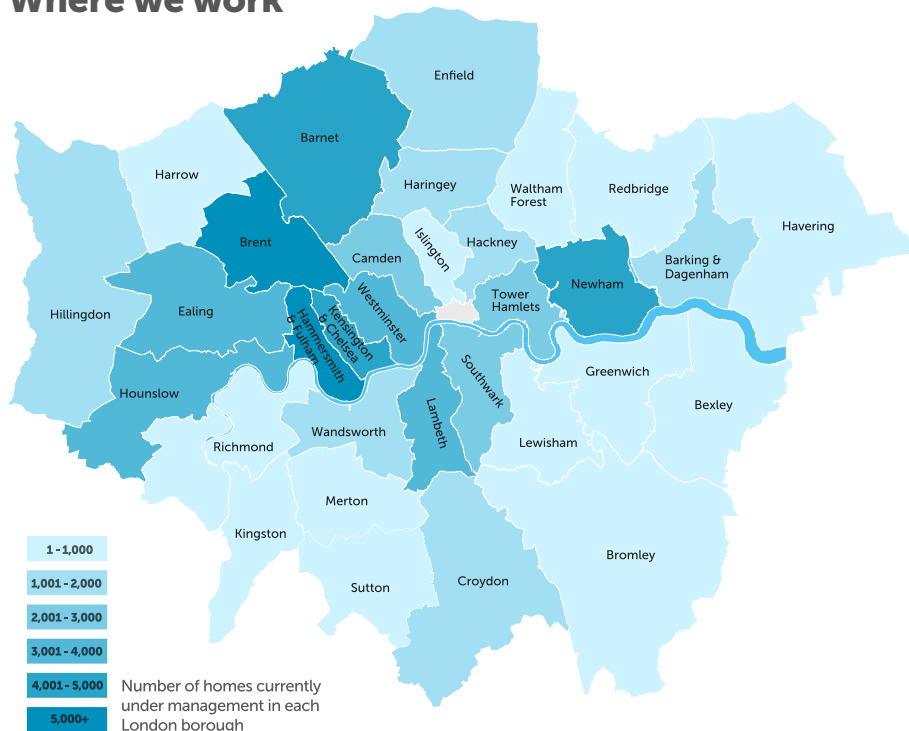 Where we work
Enfield
Barnet
Harrow
Haringey
Waltham
Forest
Redbridge
Havering
Brent
Camden
Islington
Hackney
Barking &
Dagenham
Newham
Hillingdon
Ealing
Hammersmith
& Fulham
Kensington
& Chelsea
Westminster
Tower
Hamlets
Hounslow
Southwark
Greenwich
Bexley
Richmond
Wandsworth
Lambeth
Lewisham
Merton
Kingston
Bromley
Sutton
Croydon
1 - 1,000
1,001 - 2,000
2,001 - 3,000
3,001 - 4,000
4,001 - 5,000
5,000+
Number of homes currently
under management in each
London borough